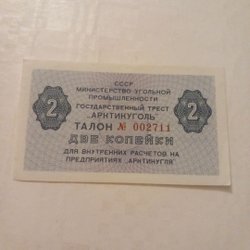 СССР
МИНИСТЕРСТВО УГОЛЬНОЙ
ПРОМЫШЛЕННОСТИ
ГОСУДАРСТВЕННЫЙ ТРЕСТ
"АРКТИКУГОЛЬ"
2 ТАЛОН № 002711 2
ДВЕ КОПЕЙКИ
ДЛЯ ВНУТРЕННИХ РАСЧЕТОВ НА
ПРЕДПРИЯТИЯХ "АРКТИКУГЛЯ"